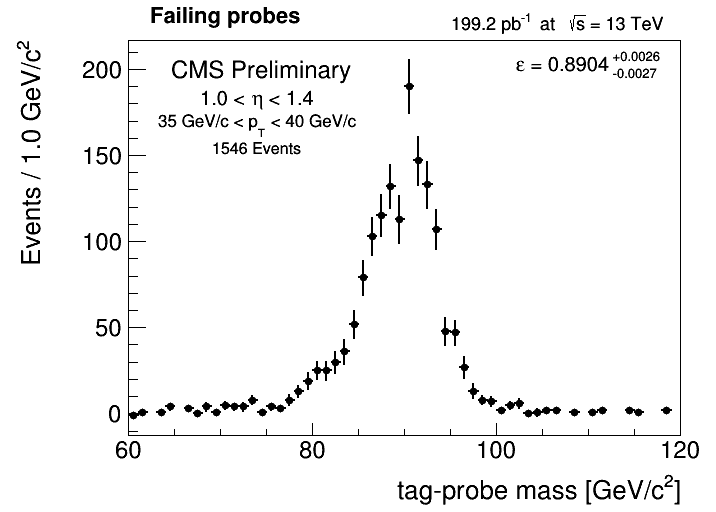 Failing probes
199.2 pb⁻¹ at √s = 13 TeV
CMS Preliminary
1.0 < η < 1.4
35 GeV/c < p_T < 40 GeV/c
1546 Events
ε = 0.8904 +0.0026 -0.0027
Events / 1.0 GeV/c²
200
150
100
50
0
60 80 100 120
tag-probe mass [GeV/c²]